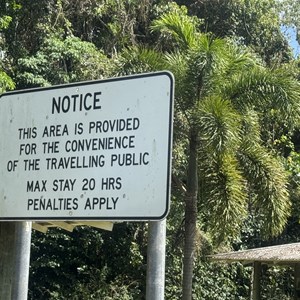 NOTICE
THIS AREA IS PROVIDED
FOR THE CONVENIENCE
OF THE TRAVELLING PUBLIC
MAX STAY 20 HRS
PENALTIES APPLY